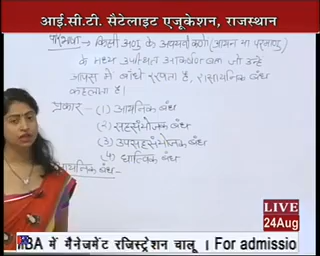 आई.सी.टी. सैटेलाइट एजूकेशन, राजस्थान
परिभाषा - किसी अणु के अवयवी कणों (आयन या परमाणु)
के मध्य उपस्थित आकर्षण बल जो उन्हें
आपस में बांधे रखता है, रासायनिक बंध
कहलाता है।
प्रकार - (1) आयनिक बंध
(2) सहसंयोजक बंध
(3) उपसहसंयोजक बंध
(4) धात्विक बंध
बंध -
LIVE
24Aug
BA में मैनेजमेंट रजिस्ट्रेशन चालू । For admissio